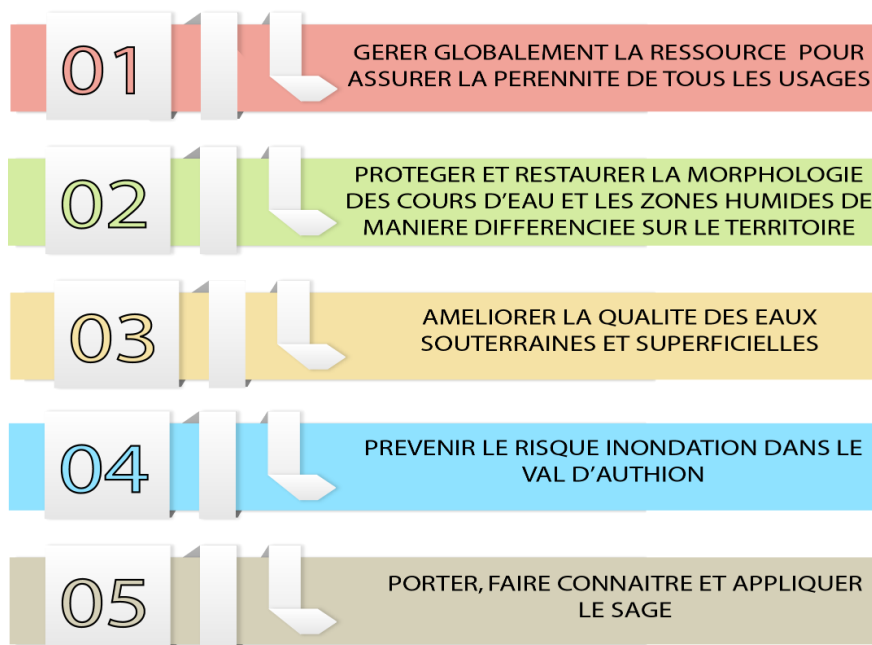 01
GERER GLOBALEMENT LA RESSOURCE POUR
ASSURER LA PERENNITE DE TOUS LES USAGES
02
PROTEGER ET RESTAURER LA MORPHOLOGIE
DES COURS D'EAU ET LES ZONES HUMIDES DE
MANIERE DIFFERENCIEE SUR LE TERRITOIRE
03
AMELIORER LA QUALITE DES EAUX
SOUTERRAINES ET SUPERFICIELLES
04
PREVENIR LE RISQUE INONDATION DANS LE
VAL D'AUTHION
05
PORTER, FAIRE CONNAITRE ET APPLIQUER
LE SAGE